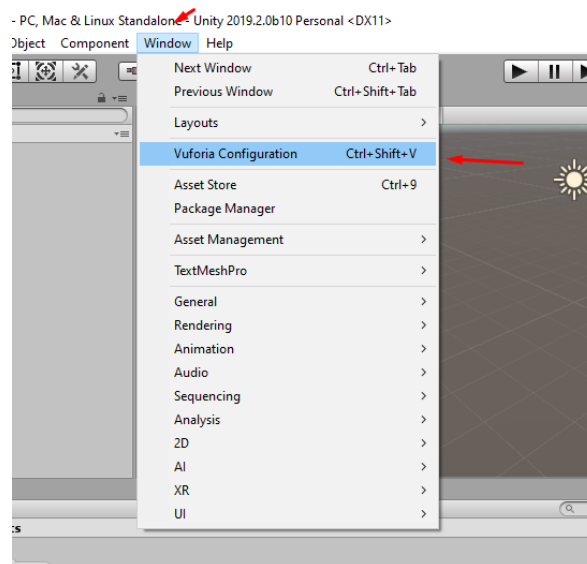 - PC, Mac & Linux Standalone - Unity 2019.2.0b10 Personal <DX11>
Object Component Window Help
Next Window Ctrl+Tab
Previous Window Ctrl+Shift+Tab
Layouts
Vuforia Configuration Ctrl+Shift+V
Asset Store Ctrl+9
Package Manager
Asset Management
TextMeshPro
General
Rendering
Animation
Audio
Sequencing
Analysis
2D
AI
XR
UI
ts